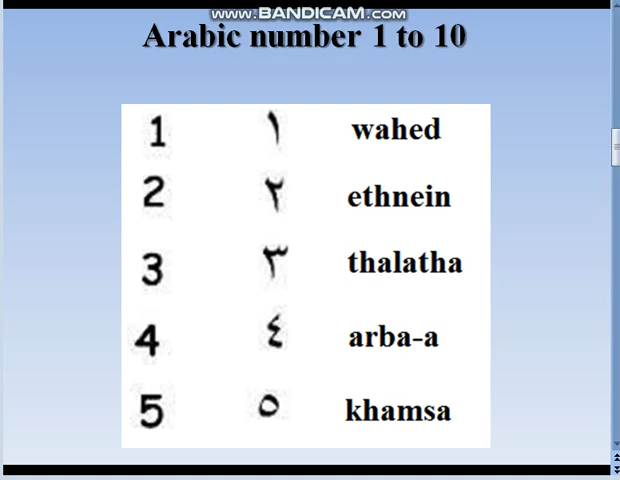 www.BANDICAM.com
Arabic number 1 to 10
1 ١ wahed
2 ٢ ethnein
3 ٣ thalatha
4 ٤ arba-a
5 ٥ khamsa